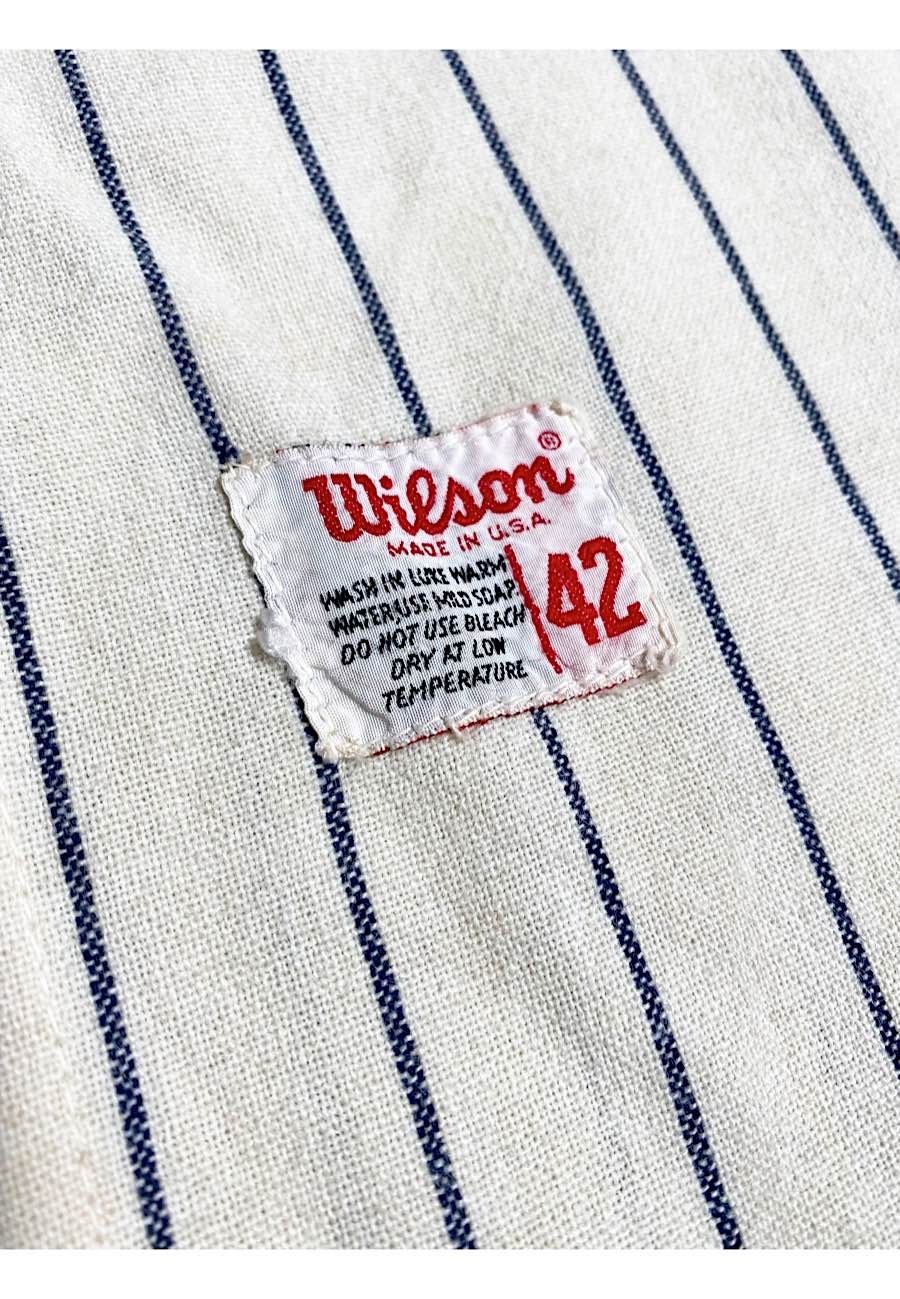 Wilson®
MADE IN U.S.A.
WASH IN LUKE WARM
WATER, USE MILD SOAP.
DO NOT USE BLEACH
DRY AT LOW
TEMPERATURE
42